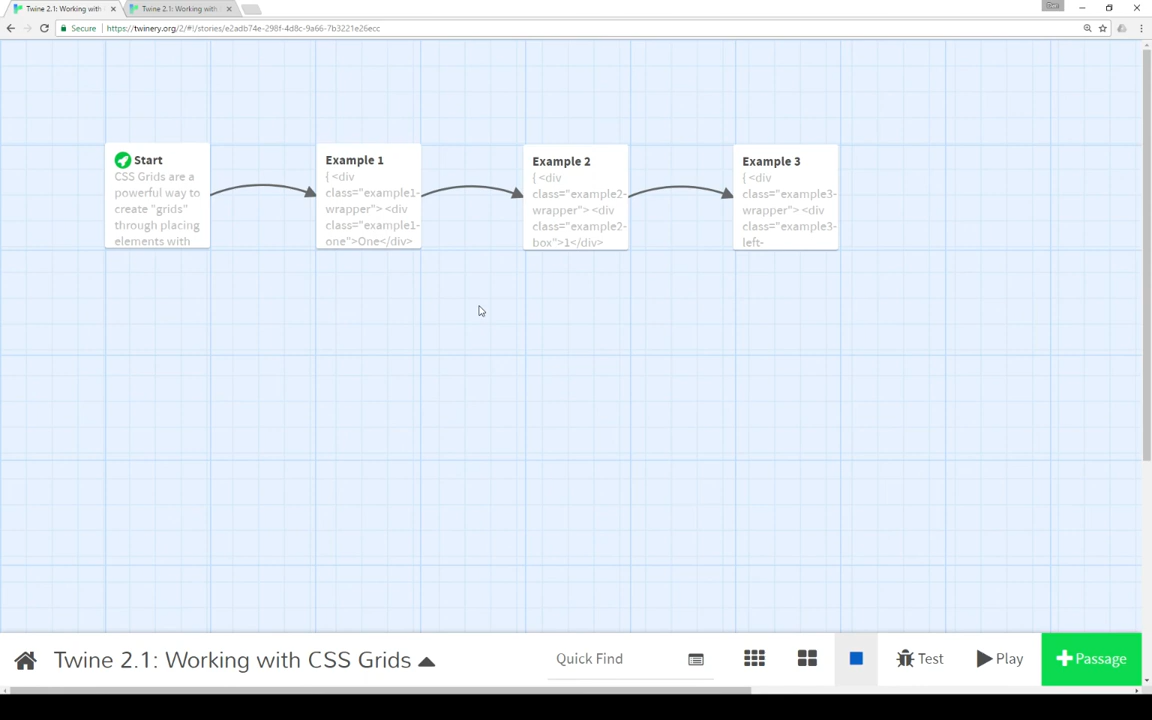 Twine 2.1: Working with
Twine 2.1: Working with
Secure
https://twinery.org/2/#!/stories/e2adb74e-298f-4d8c-9a66-7b3221e26ecc
Start
CSS Grids are a
powerful way to
create "grids"
through placing
elements with
Example 1
{ <div
class="example1-
wrapper"> <div
class="example1-
one">One</div>
Example 2
{ <div
class="example2-
wrapper"> <div
class="example2-
box">1</div>
Example 3
{ <div
class="example3-
wrapper"> <div
class="example3-
left-
Twine 2.1: Working with CSS Grids
Quick Find
Test
Play
Passage